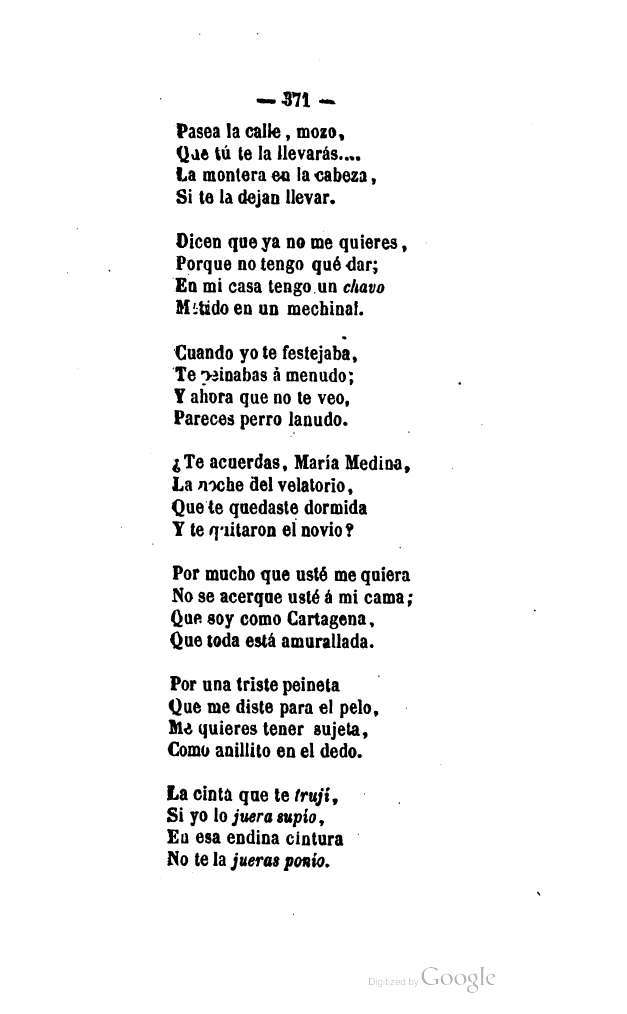 — 371 —
Pasea la calle, mozo,
Que tú te la llevarás....
La montera en la cabeza,
Si te la dejan llevar.
Dicen que ya no me quieres,
Porque no tengo qué dar;
En mi casa tengo un chavo
Metido en un mechinal.
Cuando yo te festejaba,
Te peinabas á menudo;
Y ahora que no te veo,
Pareces perro lanudo.
¿Te acuerdas, María Medina,
La noche del velatorio,
Que te quedaste dormida
Y te quitaron el novio?
Por mucho que usté me quiera
No se acerque usté á mi cama;
Que soy como Cartagena,
Que toda está amurallada.
Por una triste peineta
Que me diste para el pelo,
Me quieres tener sujeta,
Como anillito en el dedo.
La cinta que te trují,
Si yo lo juera supío,
En esa endina cintura
No te la jueras ponío.
Digitized by Google